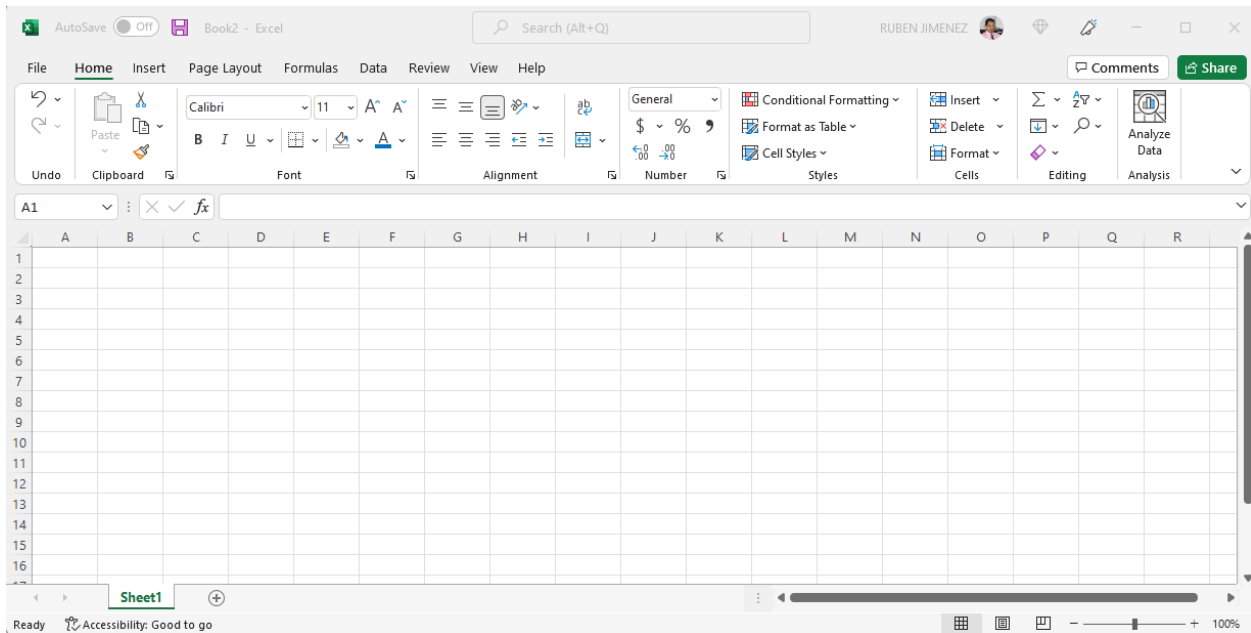 AutoSave Off Book2 - Excel Search (Alt+Q) RUBEN JIMENEZ
File Home Insert Page Layout Formulas Data Review View Help Comments Share
Calibri 11 ab General Conditional Formatting Insert
Paste B I U A $ % Format as Table Delete Analyze Data
Cell Styles Format
Undo Clipboard Font Alignment Number Styles Cells Editing Analysis
A1 fx
A B C D E F G H I J K L M N O P Q R
1
2
3
4
5
6
7
8
9
10
11
12
13
14
15
16
Sheet1
Ready Accessibility: Good to go 100%